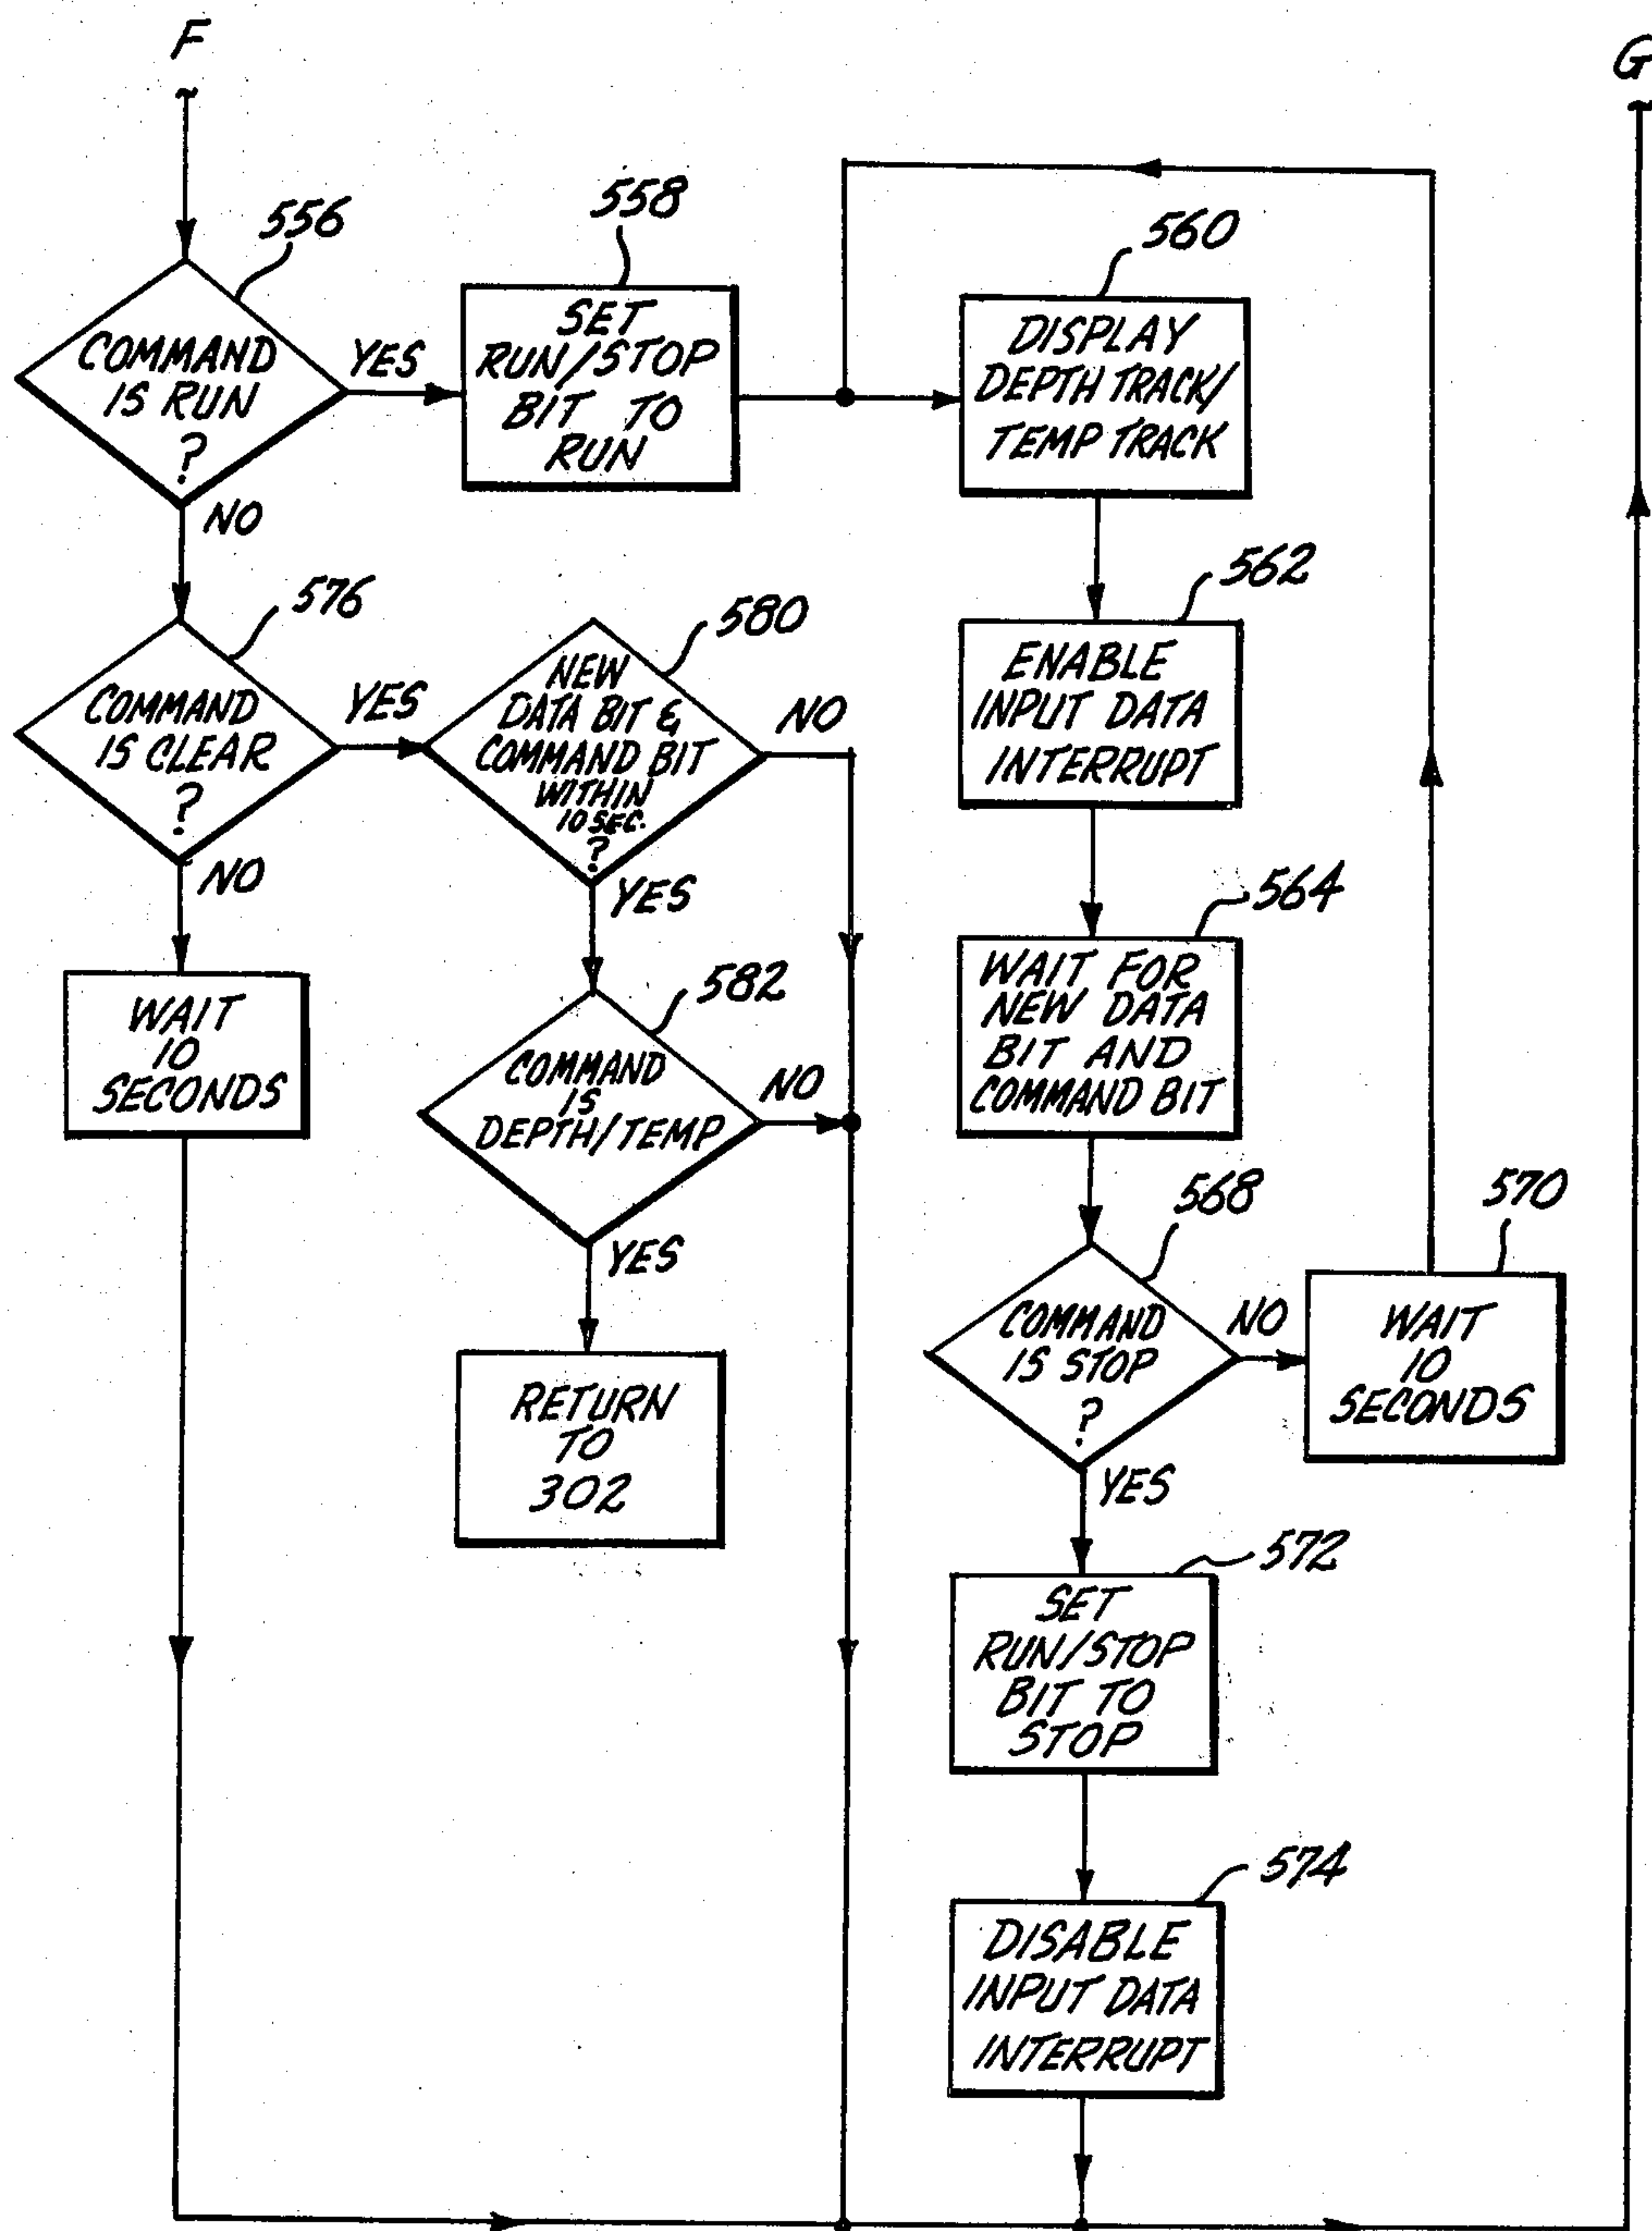 F
G
556
COMMAND
IS RUN
?
YES
NO
558
SET
RUN/STOP
BIT TO
RUN
560
DISPLAY
DEPTH TRACK/
TEMP TRACK
562
ENABLE
INPUT DATA
INTERRUPT
576
COMMAND
IS CLEAR
?
YES
NO
580
NEW
DATA BIT &
COMMAND BIT
WITHIN
10 SEC.
?
NO
YES
564
WAIT FOR
NEW DATA
BIT AND
COMMAND BIT
WAIT
10
SECONDS
582
COMMAND
IS
DEPTH/TEMP
NO
YES
568
COMMAND
IS STOP
?
NO
YES
570
WAIT
10
SECONDS
RETURN
TO
302
572
SET
RUN/STOP
BIT TO
STOP
574
DISABLE
INPUT DATA
INTERRUPT